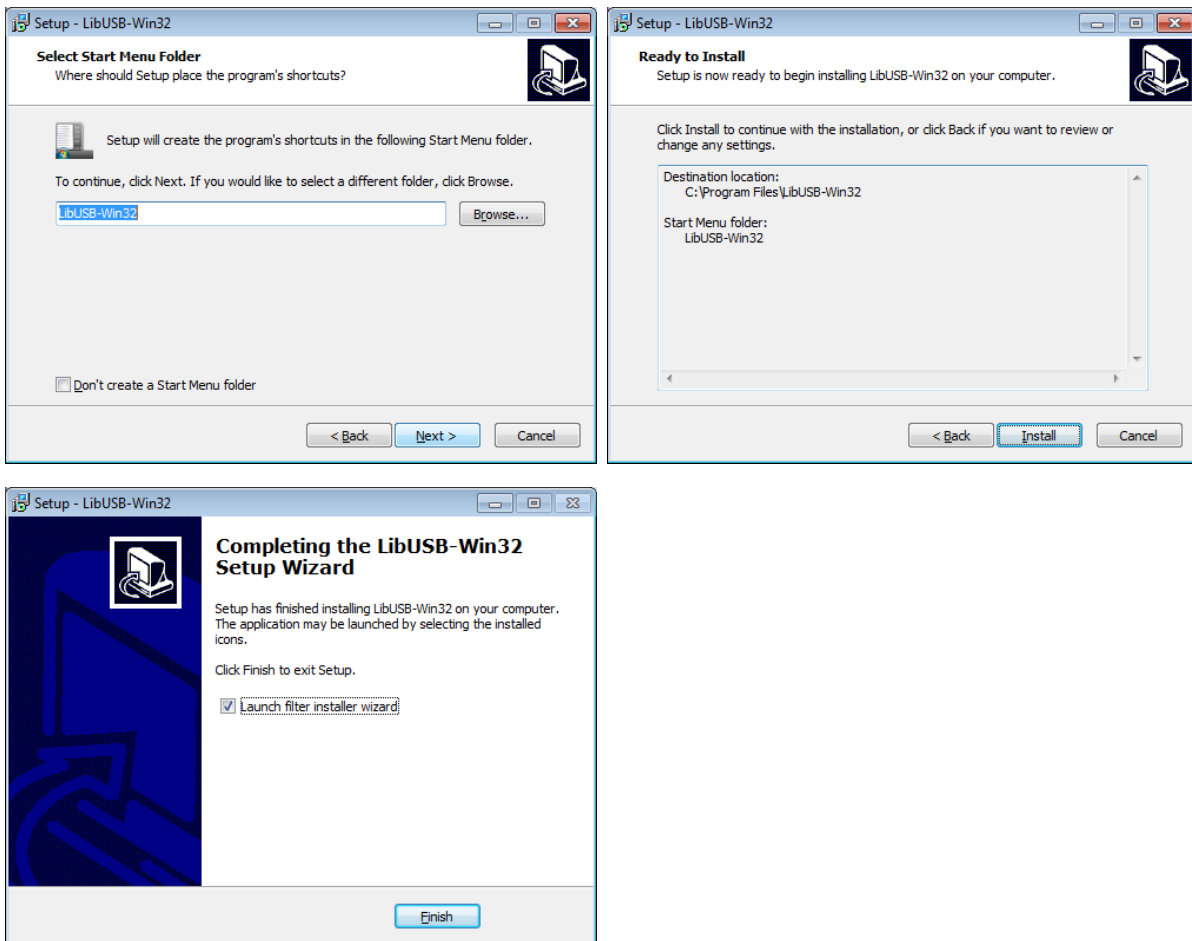 Setup - LibUSB-Win32
Select Start Menu Folder
Where should Setup place the program's shortcuts?
Setup will create the program's shortcuts in the following Start Menu folder.
To continue, click Next. If you would like to select a different folder, click Browse.
LibUSB-Win32
Browse...
Don't create a Start Menu folder
< Back
Next >
Cancel
Setup - LibUSB-Win32
Ready to Install
Setup is now ready to begin installing LibUSB-Win32 on your computer.
Click Install to continue with the installation, or click Back if you want to review or
change any settings.
Destination location:
C:\Program Files\LibUSB-Win32
Start Menu folder:
LibUSB-Win32
< Back
Install
Cancel
Setup - LibUSB-Win32
Completing the LibUSB-Win32
Setup Wizard
Setup has finished installing LibUSB-Win32 on your computer.
The application may be launched by selecting the installed
icons.
Click Finish to exit Setup.
Launch filter installer wizard
Finish